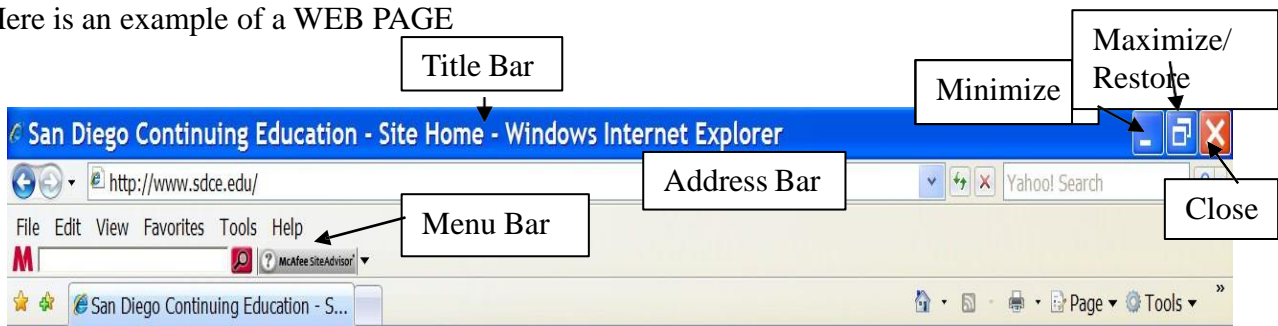 Here is an example of a WEB PAGE
Title Bar
Minimize
Maximize/
Restore
San Diego Continuing Education - Site Home - Windows Internet Explorer
http://www.sdce.edu/
Address Bar
Yahoo! Search
Close
File Edit View Favorites Tools Help
Menu Bar
M
? McAfee SiteAdvisor
San Diego Continuing Education - S...
Page
Tools
»